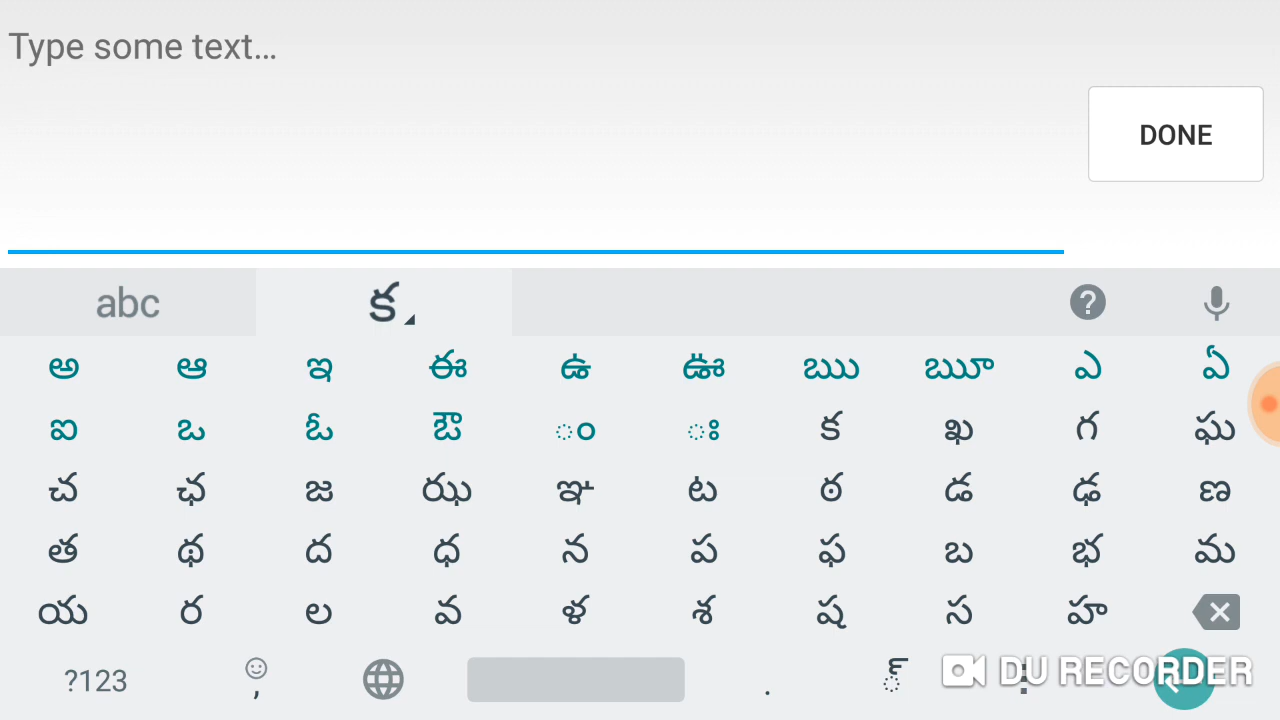 Type some text...
DONE
abc క
అ ఆ ఇ ఈ ఉ ఊ ఋ ౠ ఎ ఏ
ఐ ఒ ఓ ఔ ం ః క ఖ గ ఘ
చ ఛ జ ఝ ఞ ట ఠ డ ఢ ణ
త థ ద ధ న ప ఫ బ భ మ
య ర ల వ ళ శ ష స హ
?123 , . ్ DU RECORDER